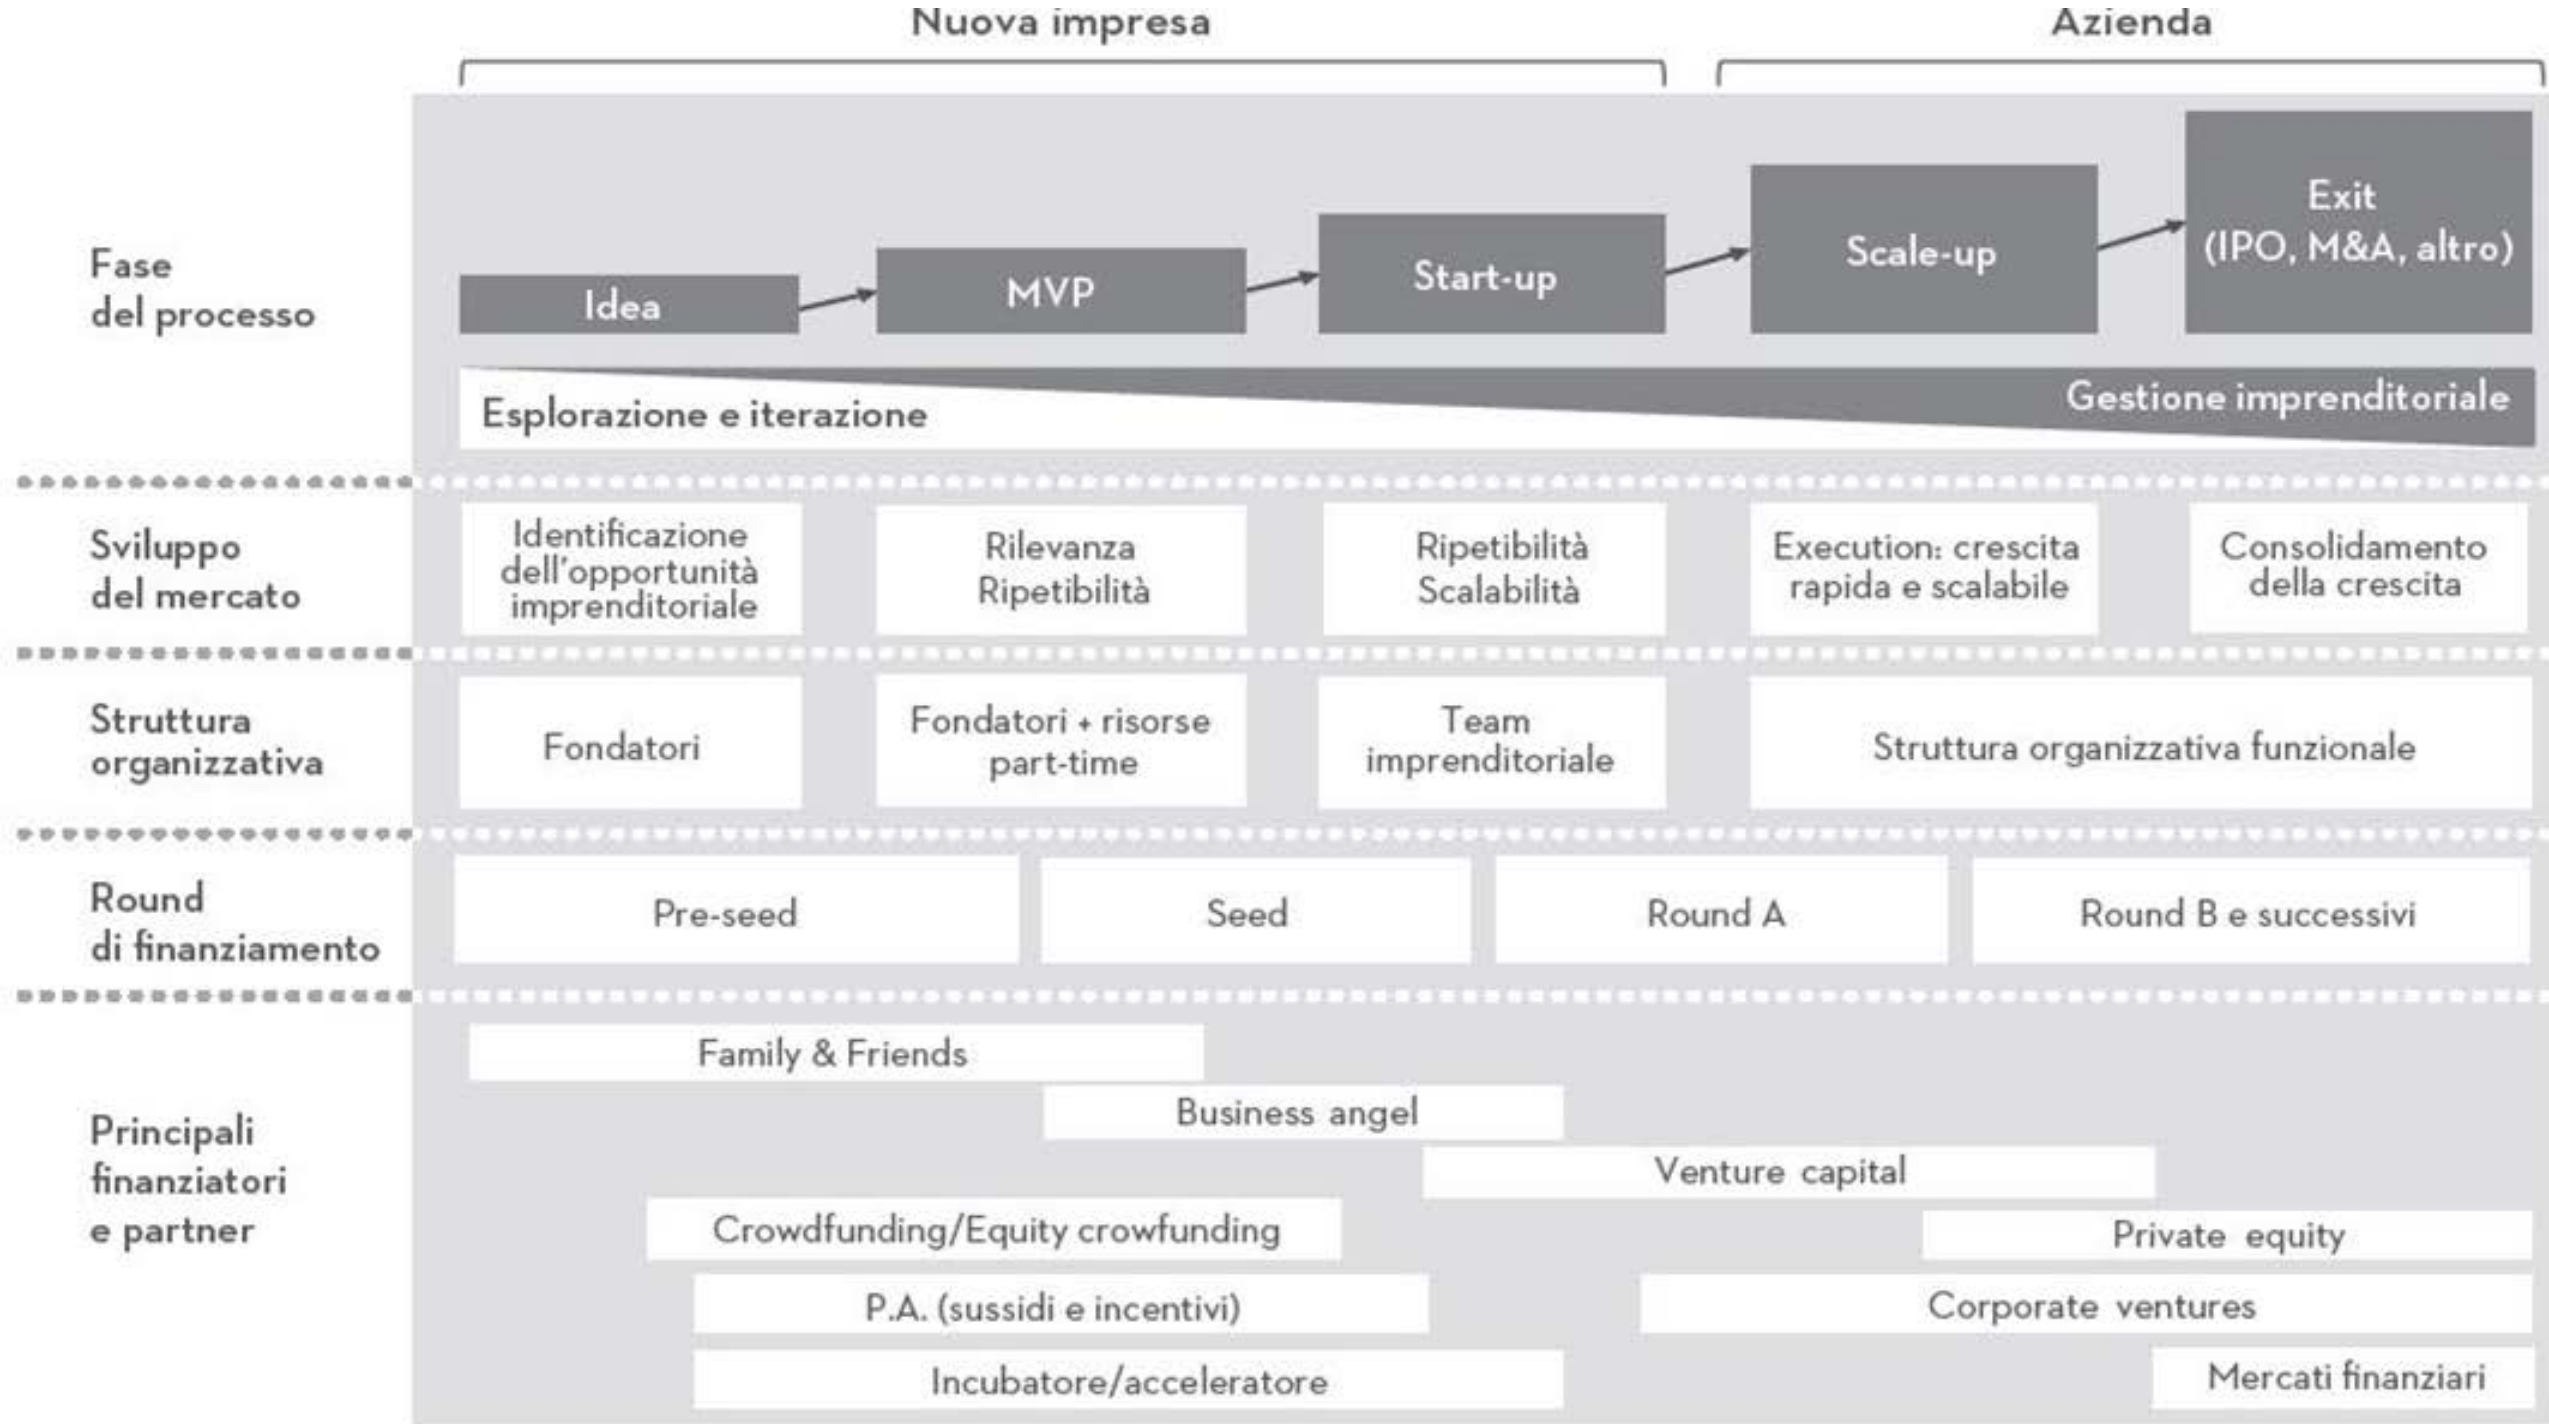 Nuova impresa
Azienda
Fase
del processo
Idea
MVP
Start-up
Scale-up
Exit
(IPO, M&A, altro)
Esplorazione e iterazione
Gestione imprenditoriale
Sviluppo
del mercato
Identificazione
dell'opportunità
imprenditoriale
Rilevanza
Ripetibilità
Ripetibilità
Scalabilità
Execution: crescita
rapida e scalabile
Consolidamento
della crescita
Struttura
organizzativa
Fondatori
Fondatori + risorse
part-time
Team
imprenditoriale
Struttura organizzativa funzionale
Round
di finanziamento
Pre-seed
Seed
Round A
Round B e successivi
Principali
finanziatori
e partner
Family & Friends
Business angel
Venture capital
Crowdfunding/Equity crowfunding
Private equity
P.A. (sussidi e incentivi)
Corporate ventures
Incubatore/acceleratore
Mercati finanziari